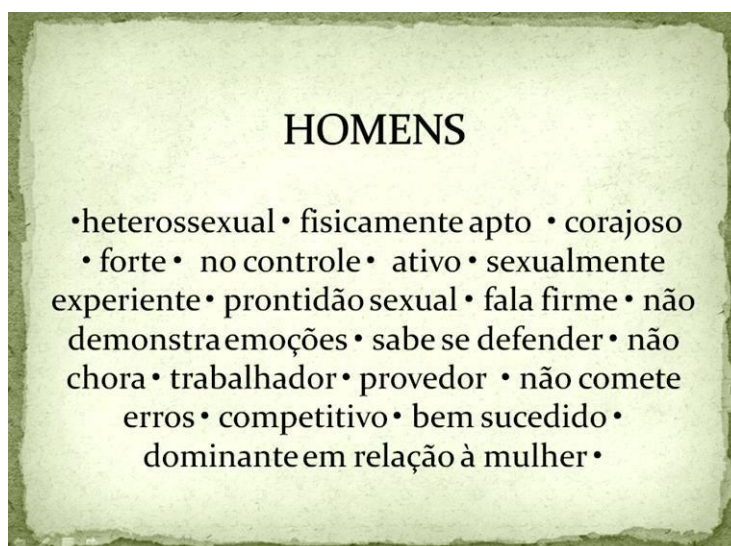 HOMENS
•heterossexual • fisicamente apto • corajoso
• forte • no controle • ativo • sexualmente
experiente • prontidão sexual • fala firme • não
demonstra emoções • sabe se defender • não
chora • trabalhador • provedor • não comete
erros • competitivo • bem sucedido •
dominante em relação à mulher •